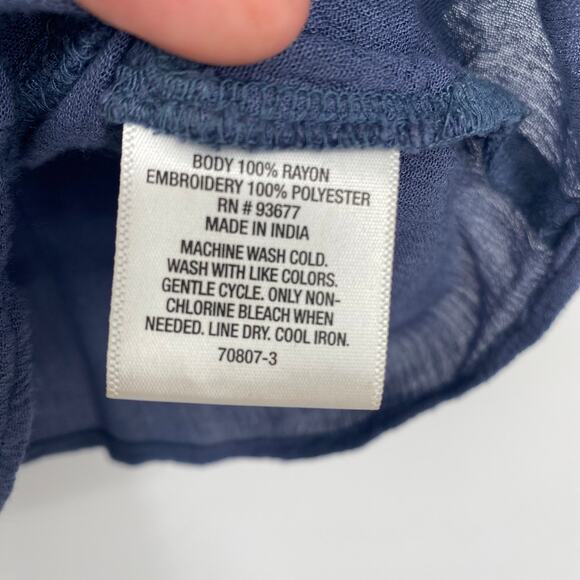 BODY 100% RAYON
EMBROIDERY 100% POLYESTER
RN # 93677
MADE IN INDIA
MACHINE WASH COLD.
WASH WITH LIKE COLORS.
GENTLE CYCLE. ONLY NON-
CHLORINE BLEACH WHEN
NEEDED. LINE DRY. COOL IRON.
70807-3